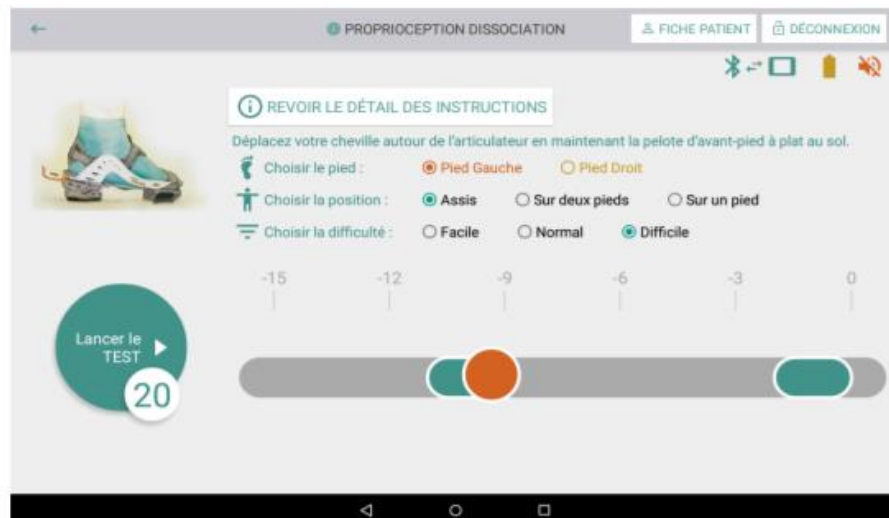 PROPRIOCEPTION DISSOCIATION
FICHE PATIENT
DÉCONNEXION
REVOIR LE DÉTAIL DES INSTRUCTIONS
Déplacez votre cheville autour de l'articulateur en maintenant la pelote d'avant-pied à plat au sol.
Choisir le pied : Pied Gauche Pied Droit
Choisir la position : Assis Sur deux pieds Sur un pied
Choisir la difficulté : Facile Normal Difficile
-15 -12 -9 -6 -3 0
Lancer le
TEST
20